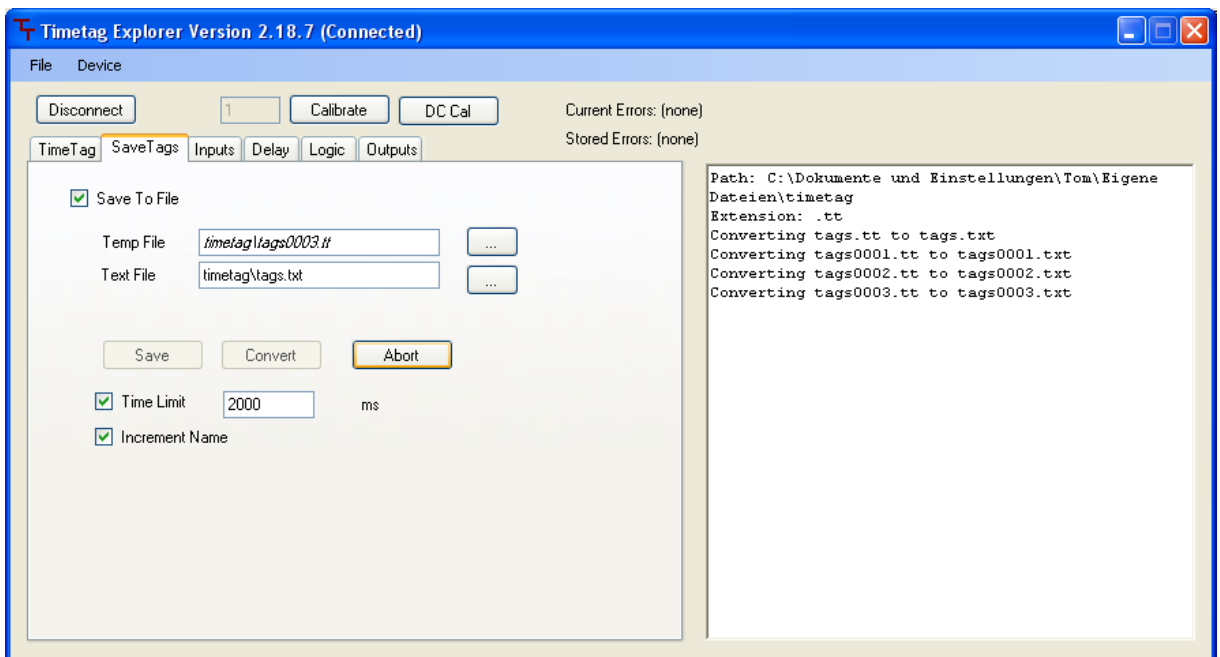 Timetag Explorer Version 2.18.7 (Connected)
File Device
Disconnect 1 Calibrate DC Cal Current Errors: (none)
Stored Errors: (none)
TimeTag SaveTags Inputs Delay Logic Outputs
Save To File
Temp File timetag\tags0003.tt ...
Text File timetag\tags.txt ...
Save Convert Abort
Time Limit 2000 ms
Increment Name
Path: C:\Dokumente und Einstellungen\Tom\Eigene
Dateien\timetag
Extension: .tt
Converting tags.tt to tags.txt
Converting tags0001.tt to tags0001.txt
Converting tags0002.tt to tags0002.txt
Converting tags0003.tt to tags0003.txt